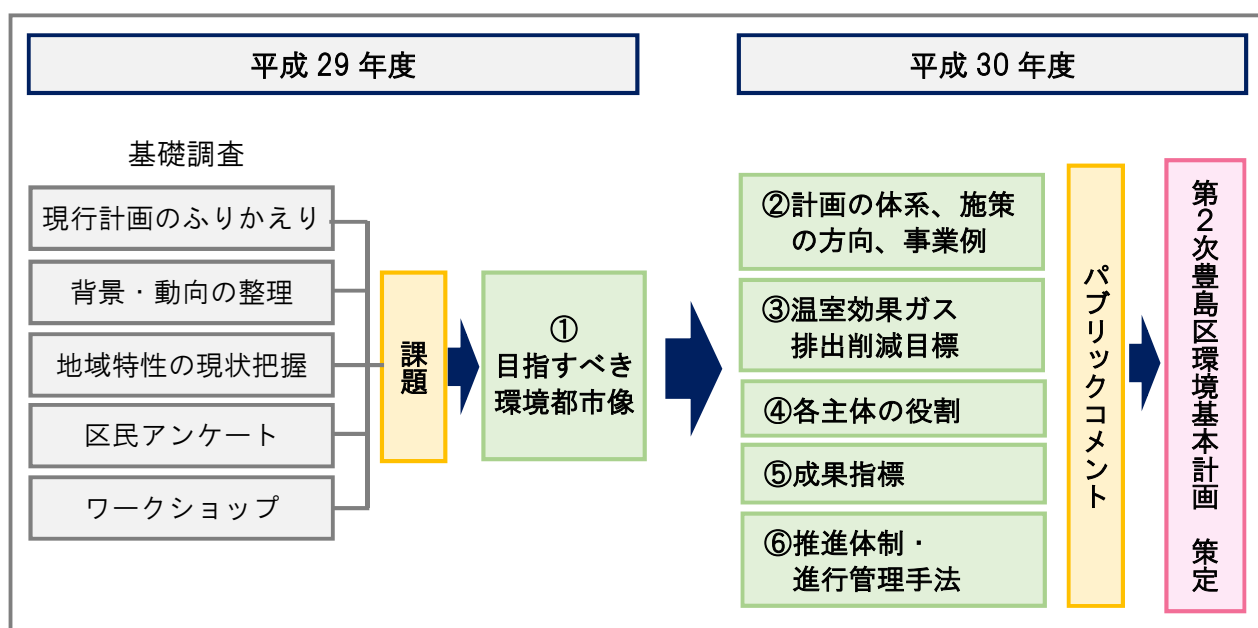 平成 29 年度
基礎調査
現行計画のふりかえり
背景・動向の整理
地域特性の現状把握
区民アンケート
ワークショップ
課題
①
目指すべき
環境都市像
平成 30 年度
②計画の体系、施策
の方向、事業例
③温室効果ガス
排出削減目標
④各主体の役割
⑤成果指標
⑥推進体制・
進行管理手法
パブリックコメント
第2次豊島区環境基本計画 策定